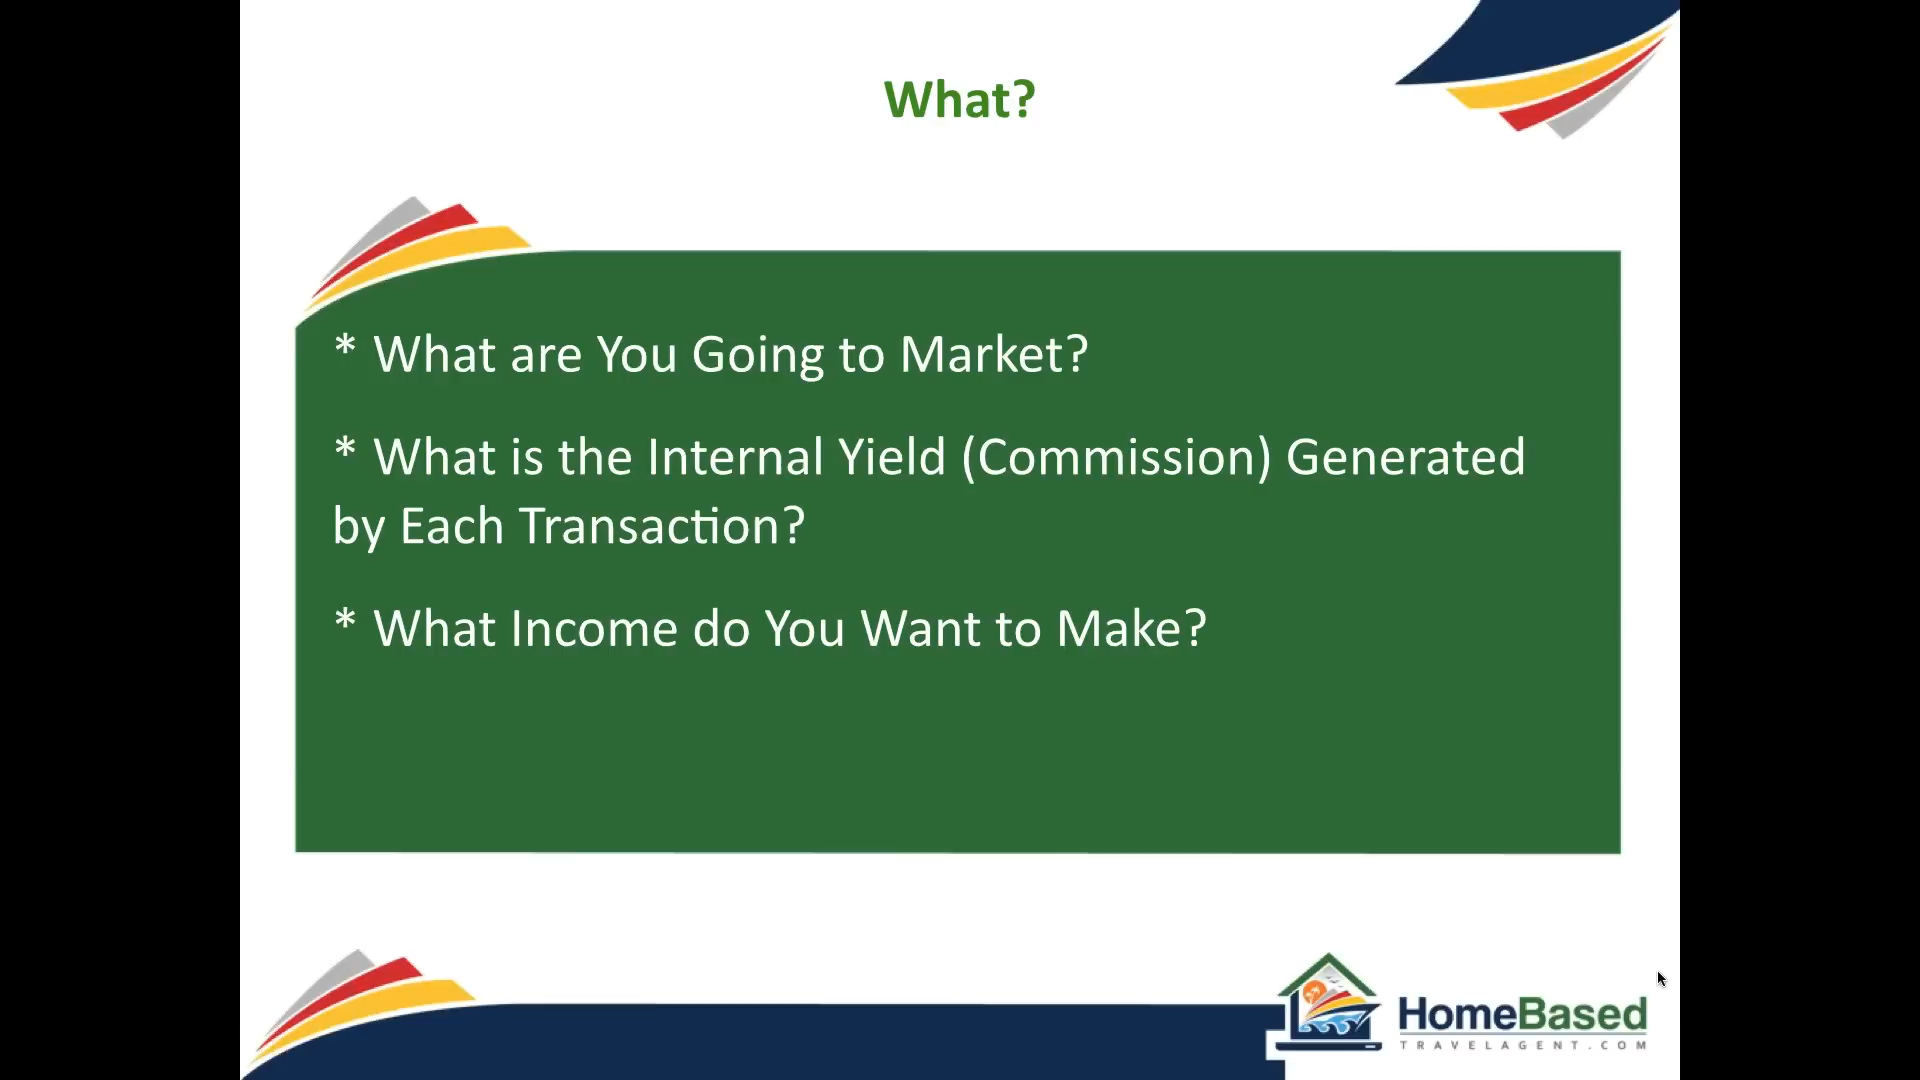 What?
* What are You Going to Market?
* What is the Internal Yield (Commission) Generated
by Each Transaction?
* What Income do You Want to Make?
HomeBased
TRAVELAGENT.COM